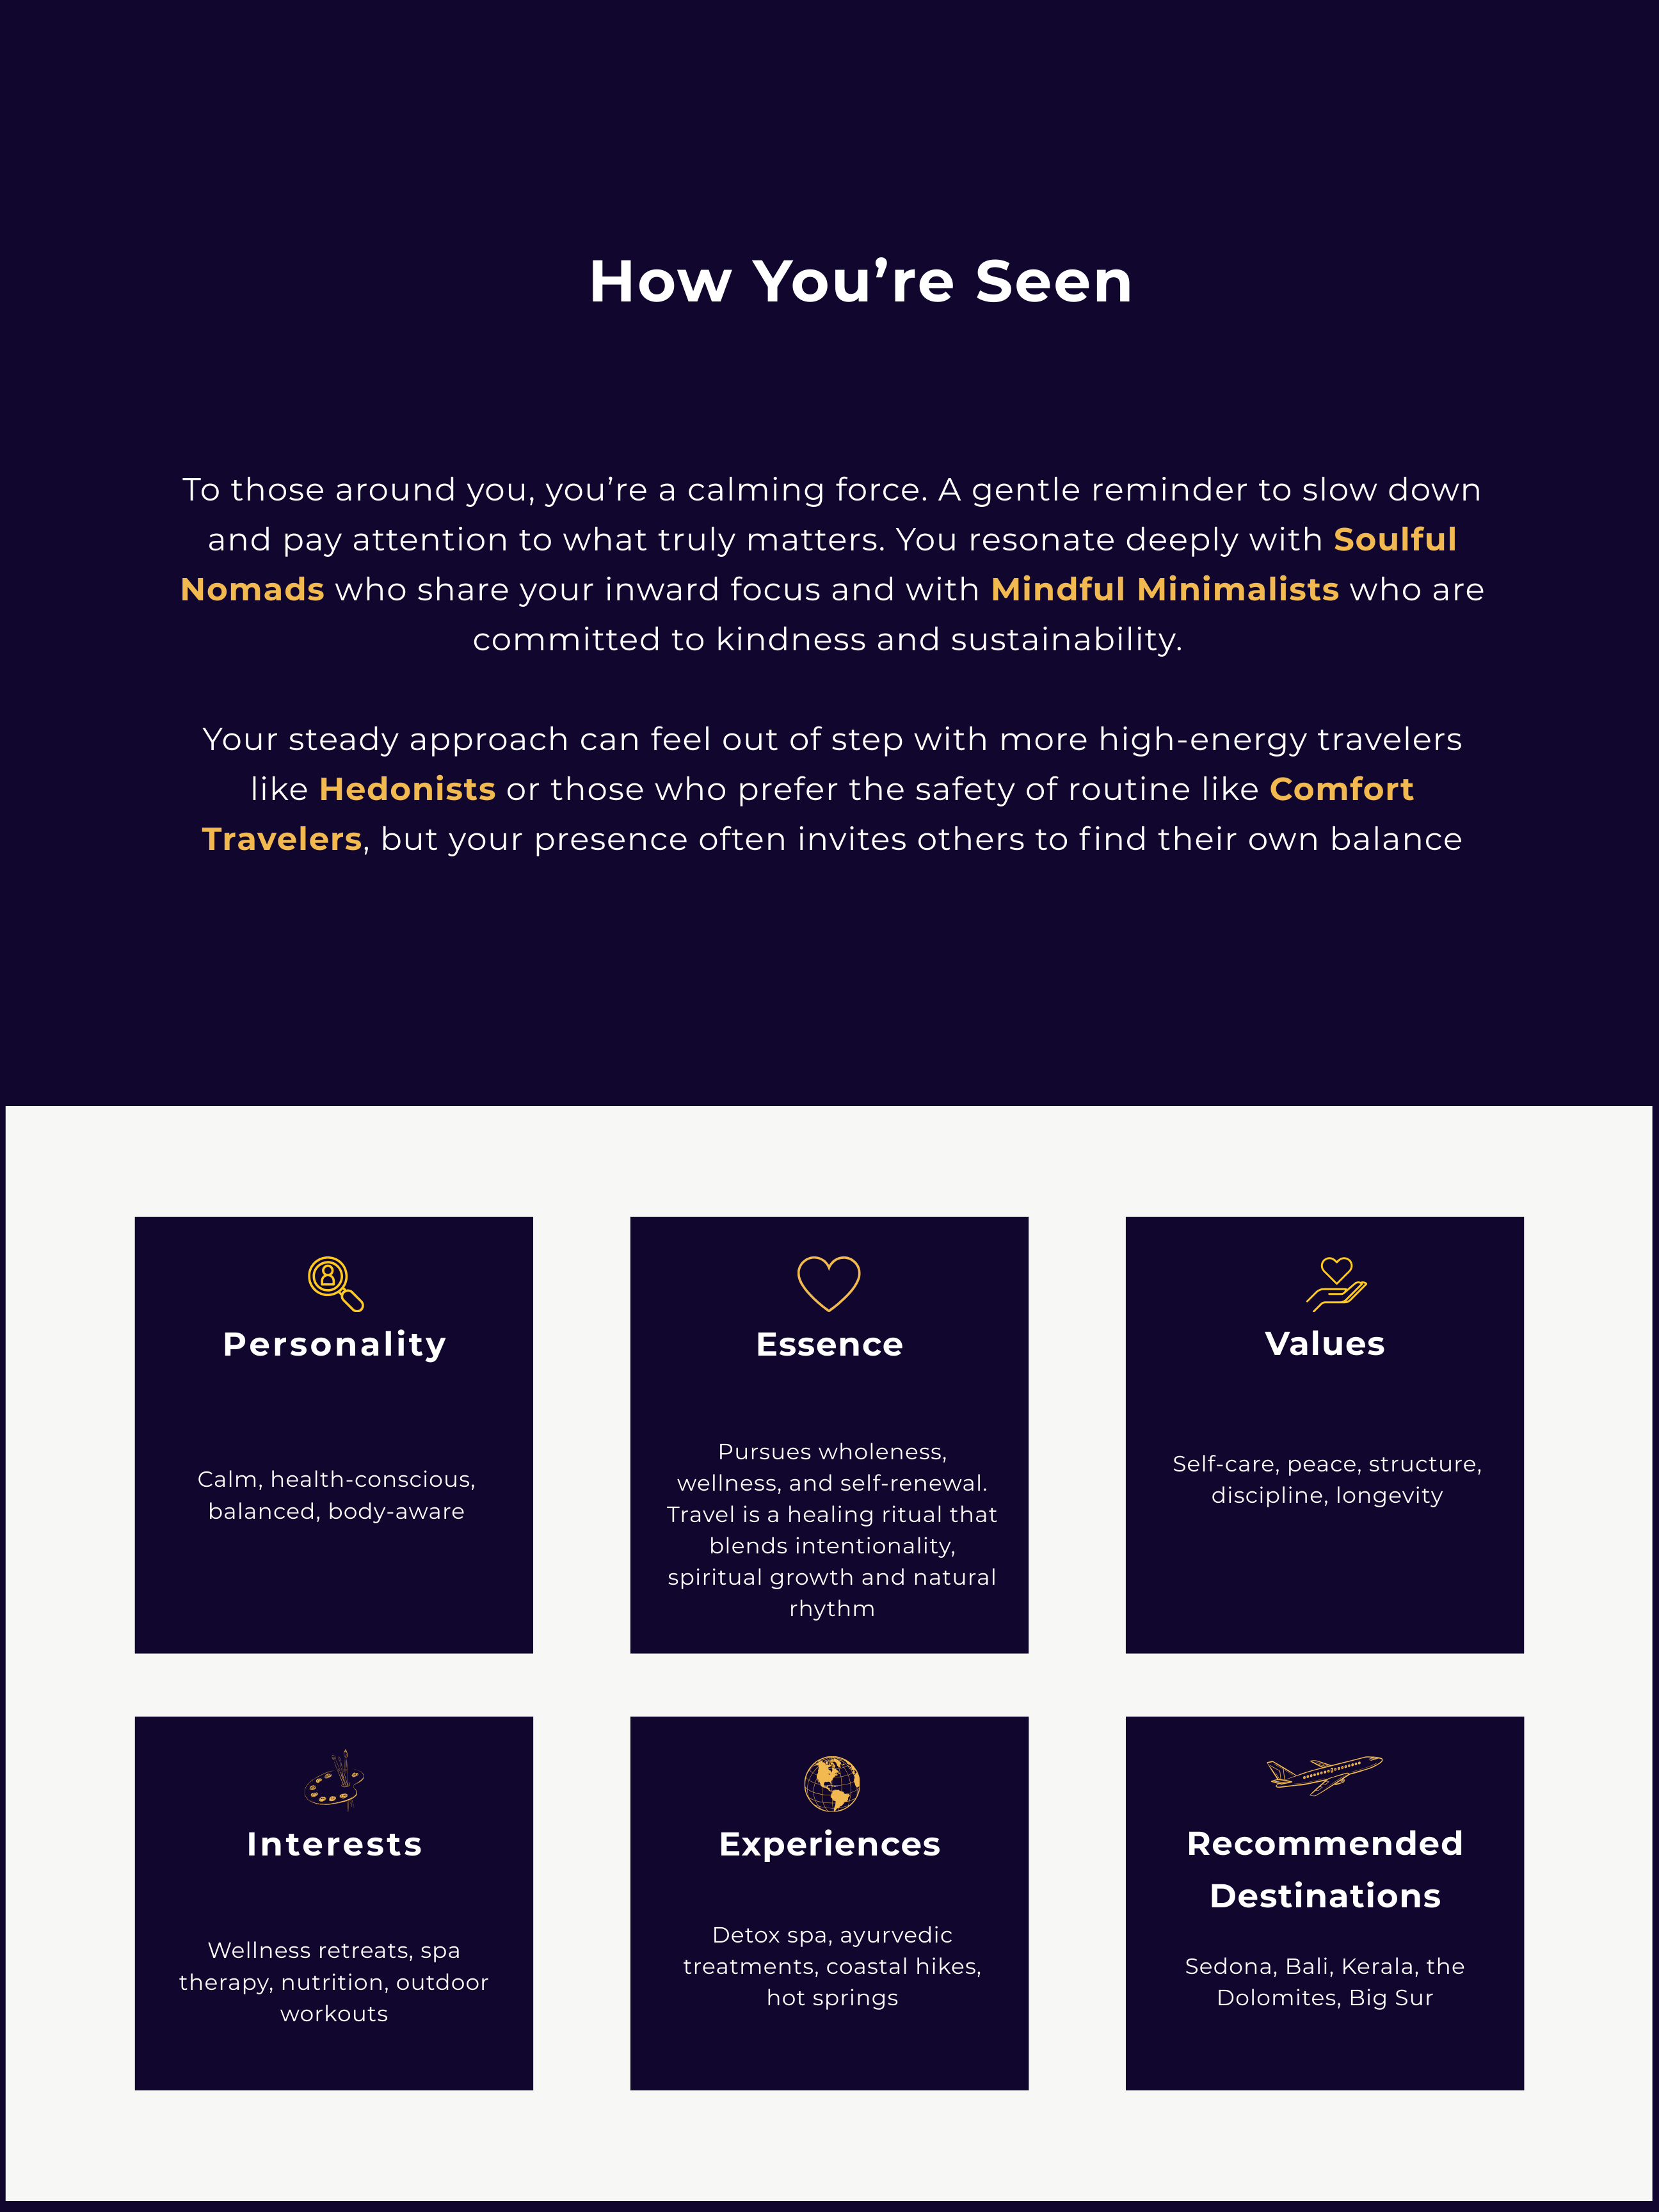 How You’re Seen
To those around you, you’re a calming force. A gentle reminder to slow down
and pay attention to what truly matters. You resonate deeply with Soulful
Nomads who share your inward focus and with Mindful Minimalists who are
committed to kindness and sustainability.
Your steady approach can feel out of step with more high-energy travelers
like Hedonists or those who prefer the safety of routine like Comfort
Travelers, but your presence often invites others to find their own balance
Personality
Calm, health-conscious,
balanced, body-aware
Essence
Pursues wholeness,
wellness, and self-renewal.
Travel is a healing ritual that
blends intentionality,
spiritual growth and natural
rhythm
Values
Self-care, peace, structure,
discipline, longevity
Interests
Wellness retreats, spa
therapy, nutrition, outdoor
workouts
Experiences
Detox spa, ayurvedic
treatments, coastal hikes,
hot springs
Recommended
Destinations
Sedona, Bali, Kerala, the
Dolomites, Big Sur